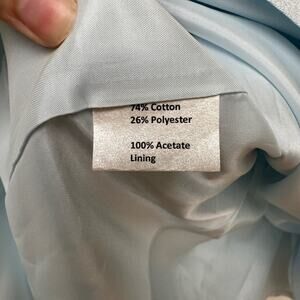 74% Cotton
26% Polyester
100% Acetate
Lining